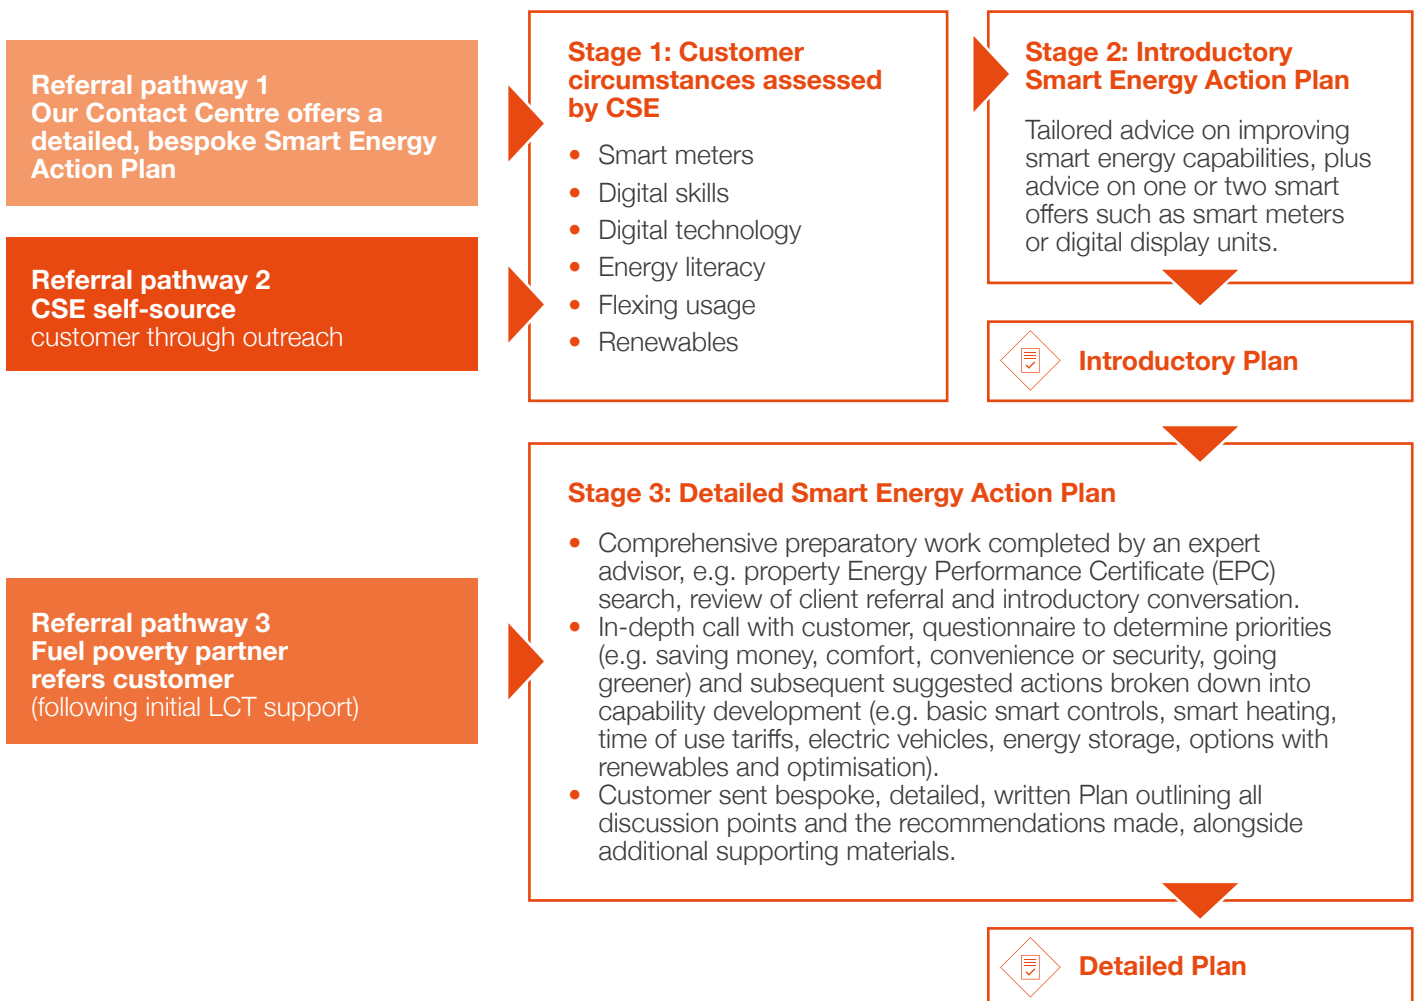 Referral pathway 1
Our Contact Centre offers a
detailed, bespoke Smart Energy
Action Plan
Referral pathway 2
CSE self-source
customer through outreach
Stage 1: Customer
circumstances assessed
by CSE
• Smart meters
• Digital skills
• Digital technology
• Energy literacy
• Flexing usage
• Renewables
Stage 2: Introductory
Smart Energy Action Plan
Tailored advice on improving
smart energy capabilities, plus
advice on one or two smart
offers such as smart meters
or digital display units.
Introductory Plan
Referral pathway 3
Fuel poverty partner
refers customer
(following initial LCT support)
Stage 3: Detailed Smart Energy Action Plan
• Comprehensive preparatory work completed by an expert
advisor, e.g. property Energy Performance Certificate (EPC)
search, review of client referral and introductory conversation.
• In-depth call with customer, questionnaire to determine priorities
(e.g. saving money, comfort, convenience or security, going
greener) and subsequent suggested actions broken down into
capability development (e.g. basic smart controls, smart heating,
time of use tariffs, electric vehicles, energy storage, options with
renewables and optimisation).
• Customer sent bespoke, detailed, written Plan outlining all
discussion points and the recommendations made, alongside
additional supporting materials.
Detailed Plan